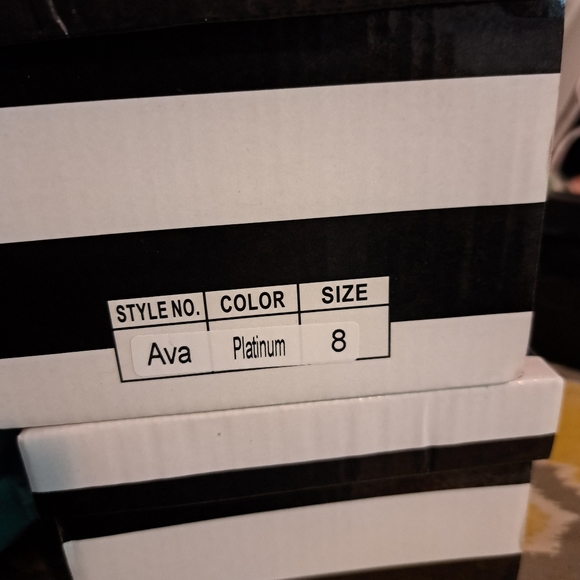 STYLE NO. COLOR SIZE
Ava Platinum 8